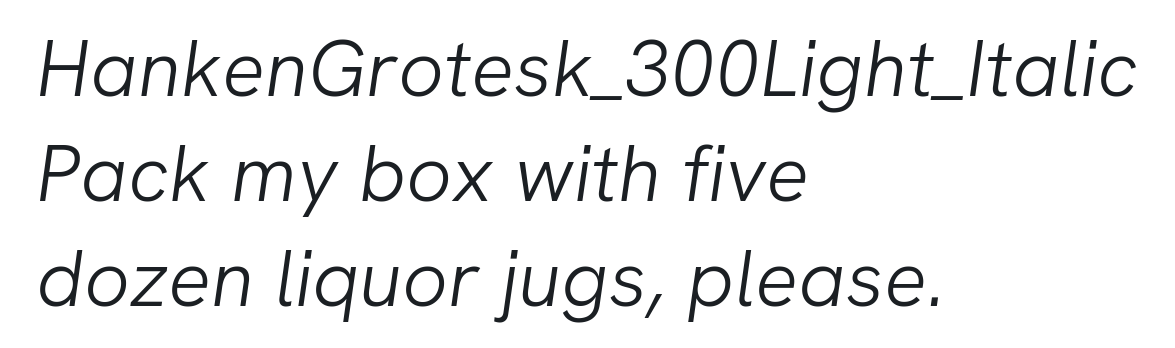 HankenGrotesk_300Light_Italic
Pack my box with five
dozen liquor jugs, please.